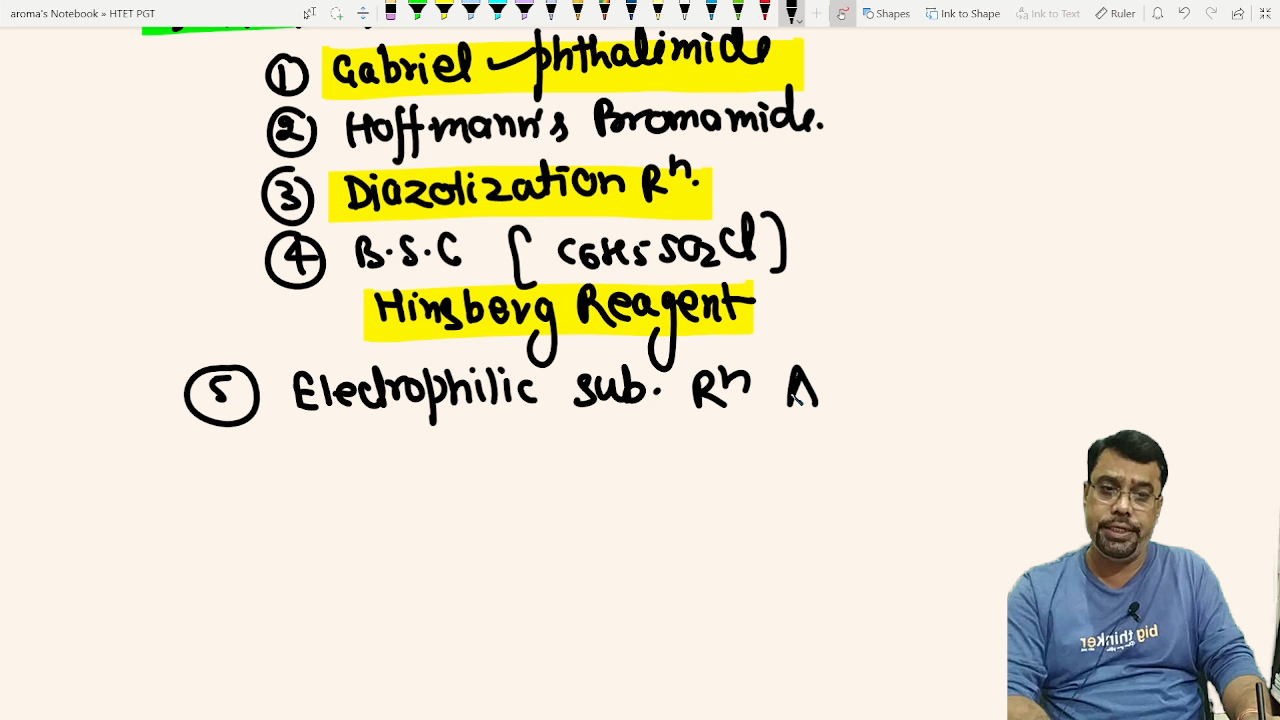 aroma's Notebook » HTET PGT
Shapes Ink to Shape Ink to Text Ruler
① Gabriel - phthalimide
② Hoffmann's Bromamide.
③ Diazolization Rⁿ.
④ B.S.C [C6H5SO2Cl]
Hinsberg Reagent
⑤ Electrophilic sub. Rⁿ A
big thinker